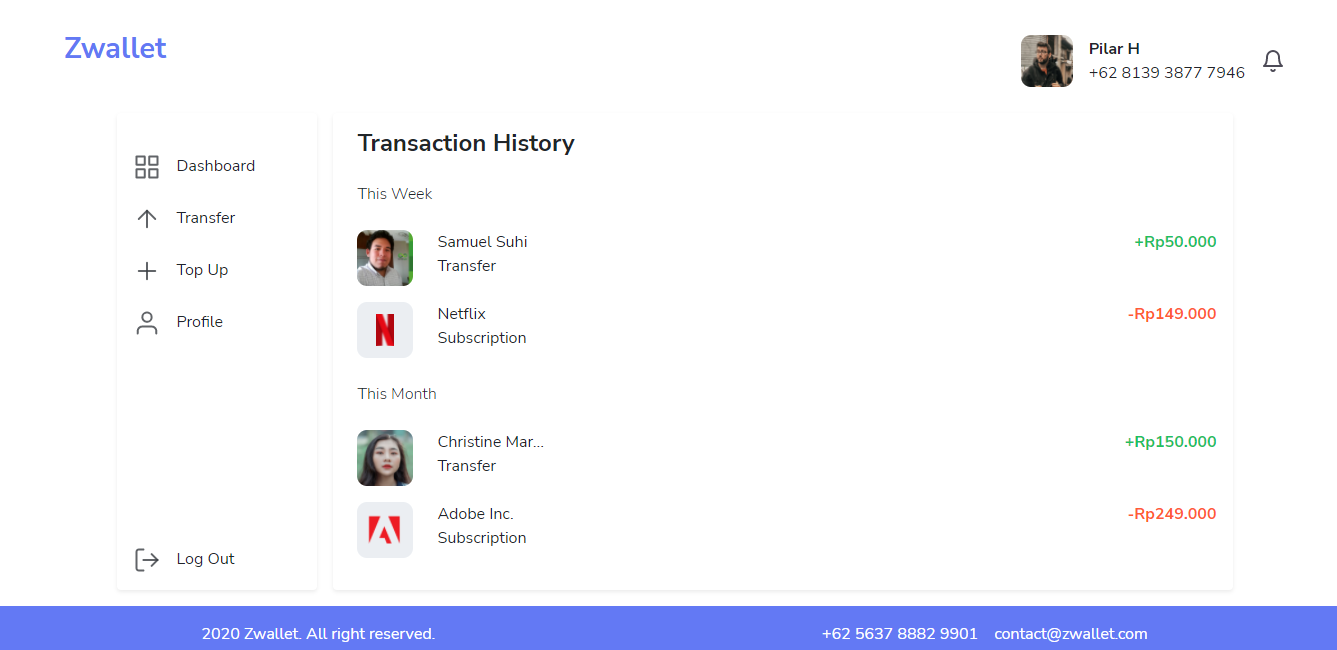 Zwallet
Pilar H
+62 8139 3877 7946
Dashboard
Transfer
Top Up
Profile
Log Out
Transaction History
This Week
Samuel Suhi
+Rp50.000
Transfer
Netflix
-Rp149.000
Subscription
This Month
Christine Mar...
+Rp150.000
Transfer
Adobe Inc.
-Rp249.000
Subscription
2020 Zwallet. All right reserved.
+62 5637 8882 9901 contact@zwallet.com